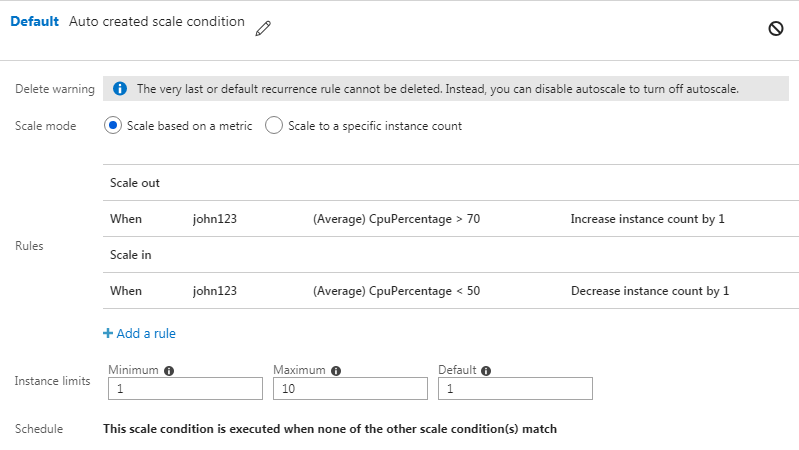 Default Auto created scale condition
Delete warning The very last or default recurrence rule cannot be deleted. Instead, you can disable autoscale to turn off autoscale.
Scale mode Scale based on a metric Scale to a specific instance count
Rules
Scale out
When john123 (Average) CpuPercentage > 70 Increase instance count by 1
Scale in
When john123 (Average) CpuPercentage < 50 Decrease instance count by 1
+ Add a rule
Instance limits
Minimum Maximum Default
1 10 1
Schedule This scale condition is executed when none of the other scale condition(s) match